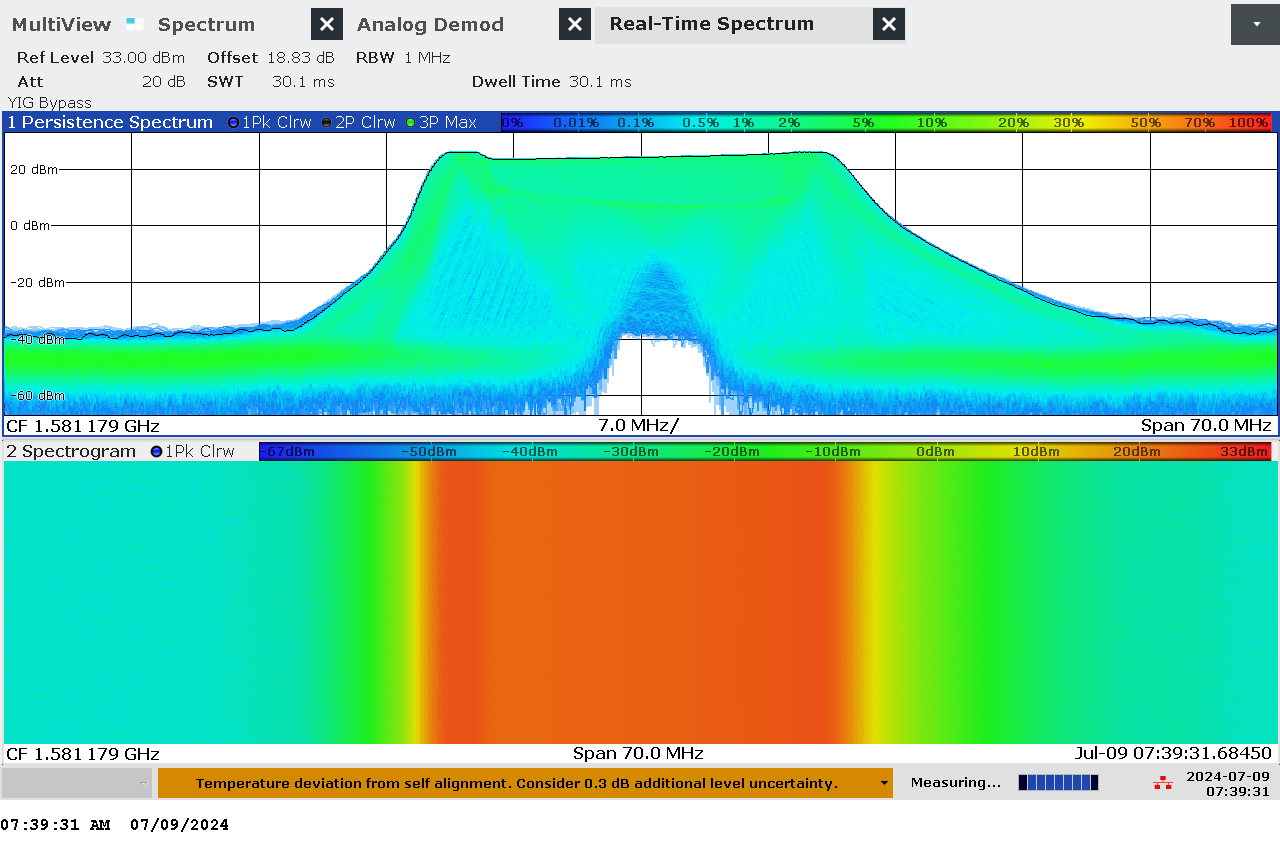 MultiView Spectrum Analog Demod Real-Time Spectrum
Ref Level 33.00 dBm Offset 18.83 dB RBW 1 MHz
Att 20 dB SWT 30.1 ms Dwell Time 30.1 ms
YIG Bypass
1 Persistence Spectrum 1Pk Clrw 2P Clrw 3P Max 0% 0.01% 0.1% 0.5% 1% 2% 5% 10% 20% 30% 50% 70% 100%
20 dBm
0 dBm
-20 dBm
-40 dBm
-60 dBm
CF 1.581 179 GHz 7.0 MHz/ Span 70.0 MHz
2 Spectrogram 1Pk Clrw -67dBm -50dBm -40dBm -30dBm -20dBm -10dBm 0dBm 10dBm 20dBm 33dBm
CF 1.581 179 GHz Span 70.0 MHz Jul-09 07:39:31.68450
Temperature deviation from self alignment. Consider 0.3 dB additional level uncertainty. Measuring... 2024-07-09
07:39:31
07:39:31 AM 07/09/2024